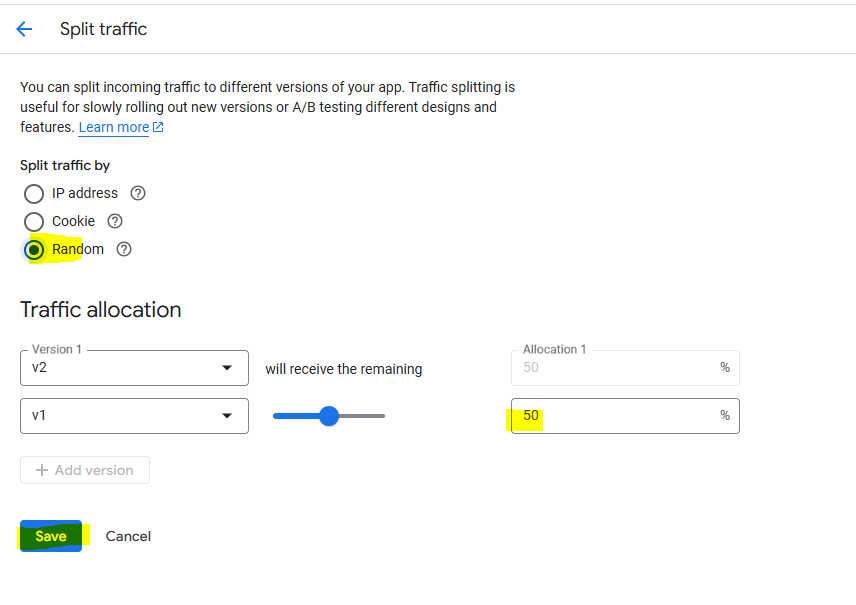 Split traffic
You can split incoming traffic to different versions of your app. Traffic splitting is
useful for slowly rolling out new versions or A/B testing different designs and
features. Learn more
Split traffic by
IP address
Cookie
Random
Traffic allocation
Version 1
v2
will receive the remaining
Allocation 1
50
%
v1
50
%
+ Add version
Save
Cancel